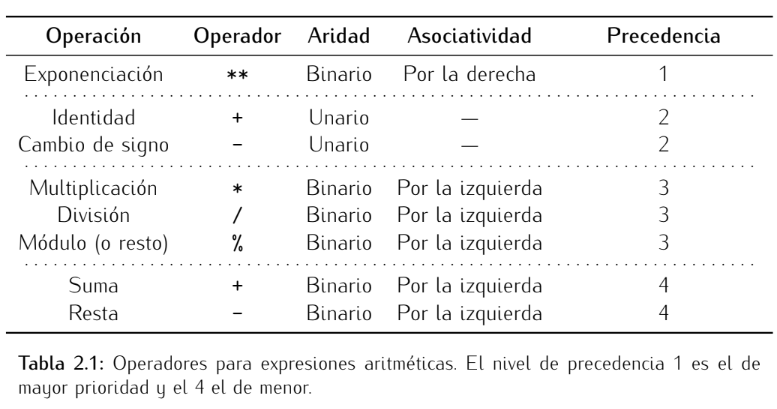 Operación Operador Aridad Asociatividad Precedencia
Exponenciación ** Binario Por la derecha 1
Identidad + Unario — 2
Cambio de signo - Unario — 2
Multiplicación * Binario Por la izquierda 3
División / Binario Por la izquierda 3
Módulo (o resto) % Binario Por la izquierda 3
Suma + Binario Por la izquierda 4
Resta - Binario Por la izquierda 4
Tabla 2.1: Operadores para expresiones aritméticas. El nivel de precedencia 1 es el de
mayor prioridad y el 4 el de menor.